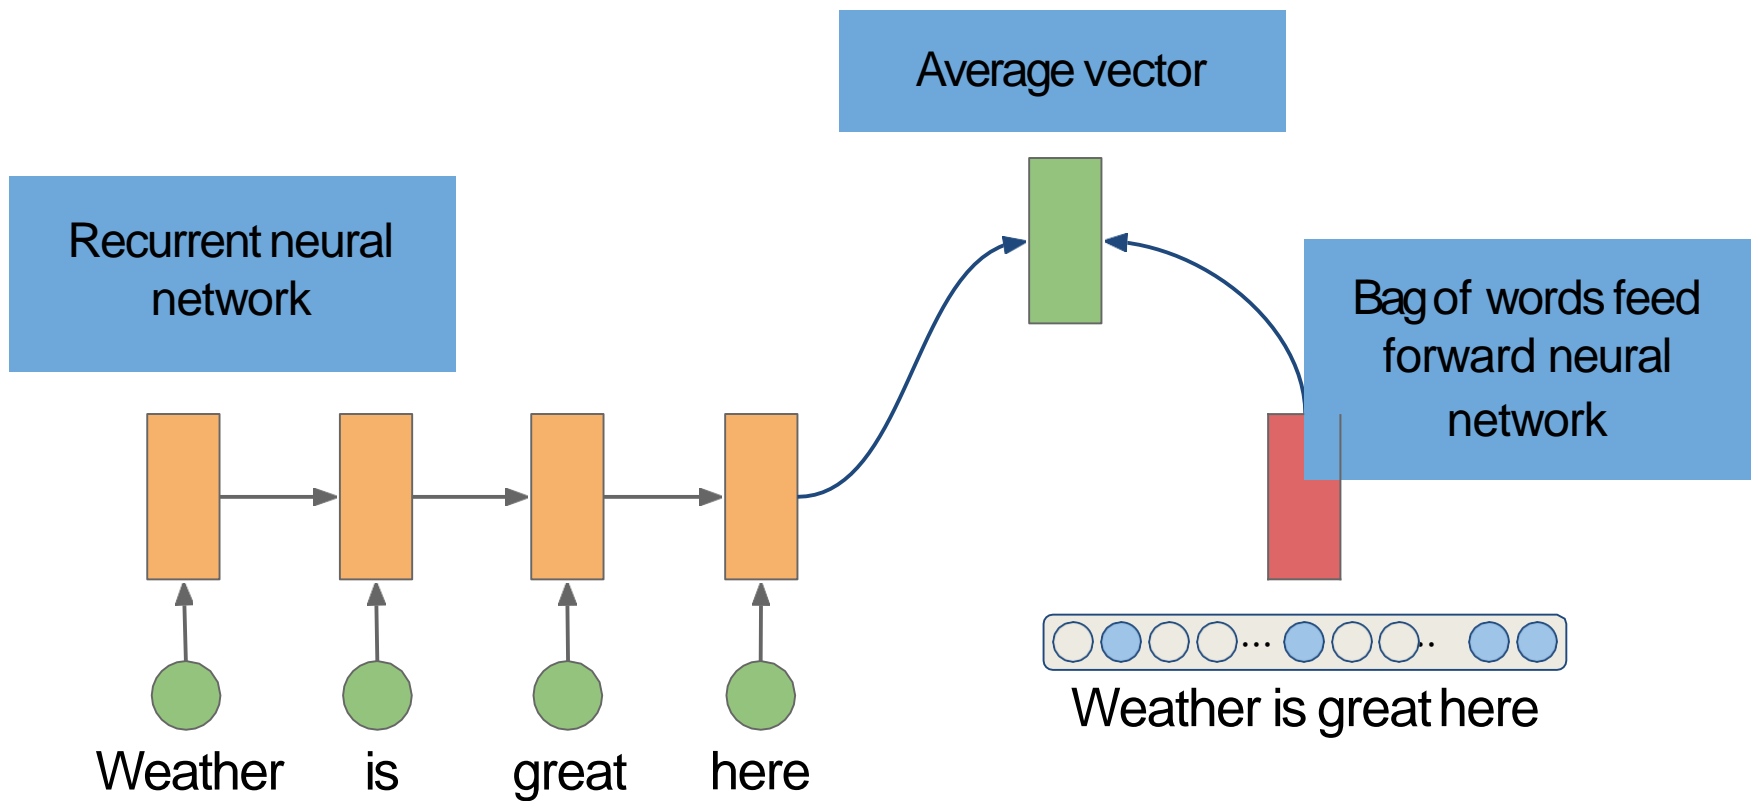 Average vector
Recurrent neural
network
Bag of words feed
forward neural
network
... ..
Weather is great here
Weather is great here